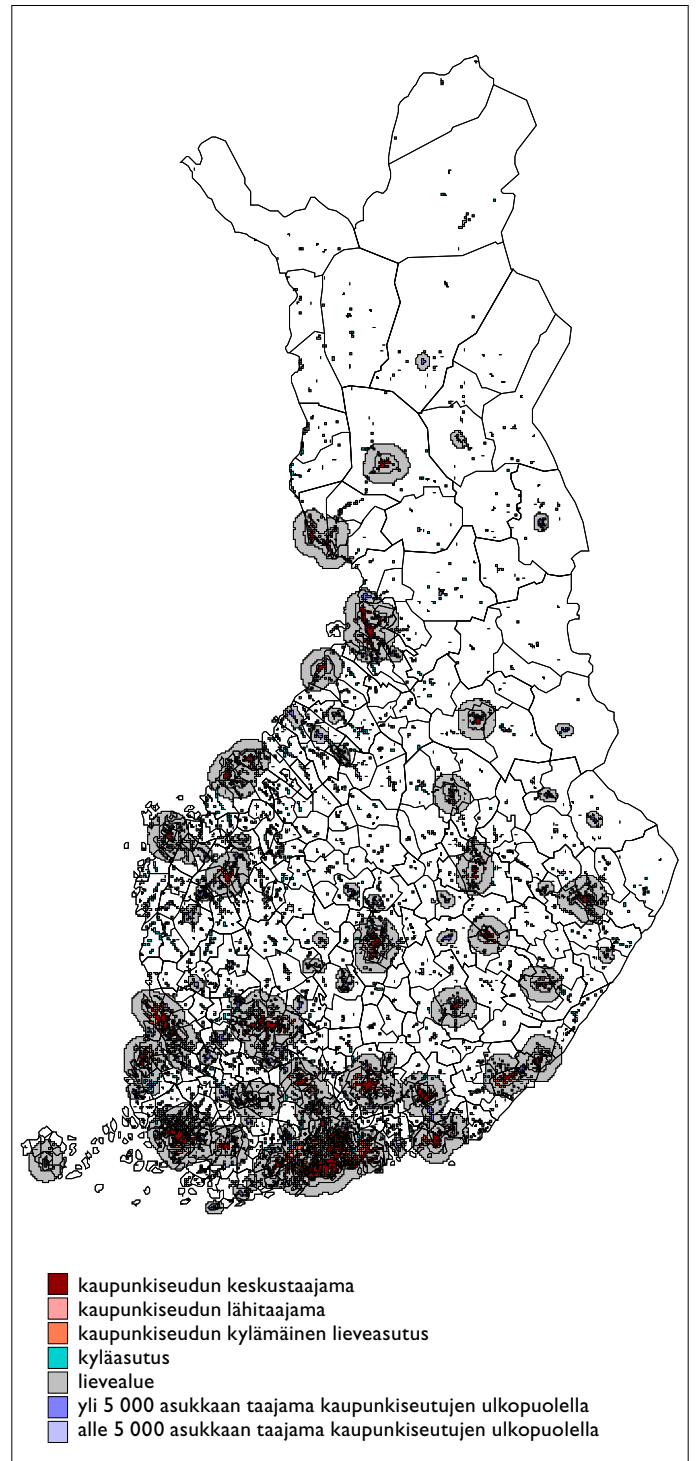 kaupunkiseudun keskustaajama
kaupunkiseudun lähitaajama
kaupunkiseudun kylämäinen lieveasutus
kyläasutus
lievealue
yli 5 000 asukkaan taajama kaupunkiseutujen ulkopuolella
alle 5 000 asukkaan taajama kaupunkiseutujen ulkopuolella